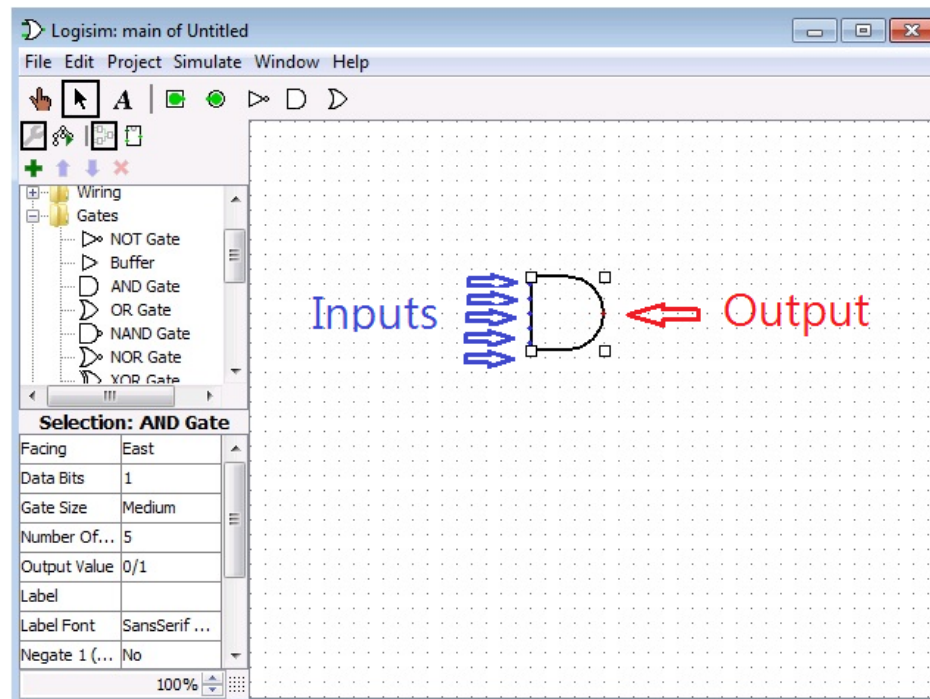 Logisim: main of Untitled
File Edit Project Simulate Window Help
A
Wiring
Gates
NOT Gate
Buffer
AND Gate
OR Gate
NAND Gate
NOR Gate
XOR Gate
Selection: AND Gate
Facing East
Data Bits 1
Gate Size Medium
Number Of... 5
Output Value 0/1
Label
Label Font SansSerif ...
Negate 1 (... No
100%
Inputs
Output